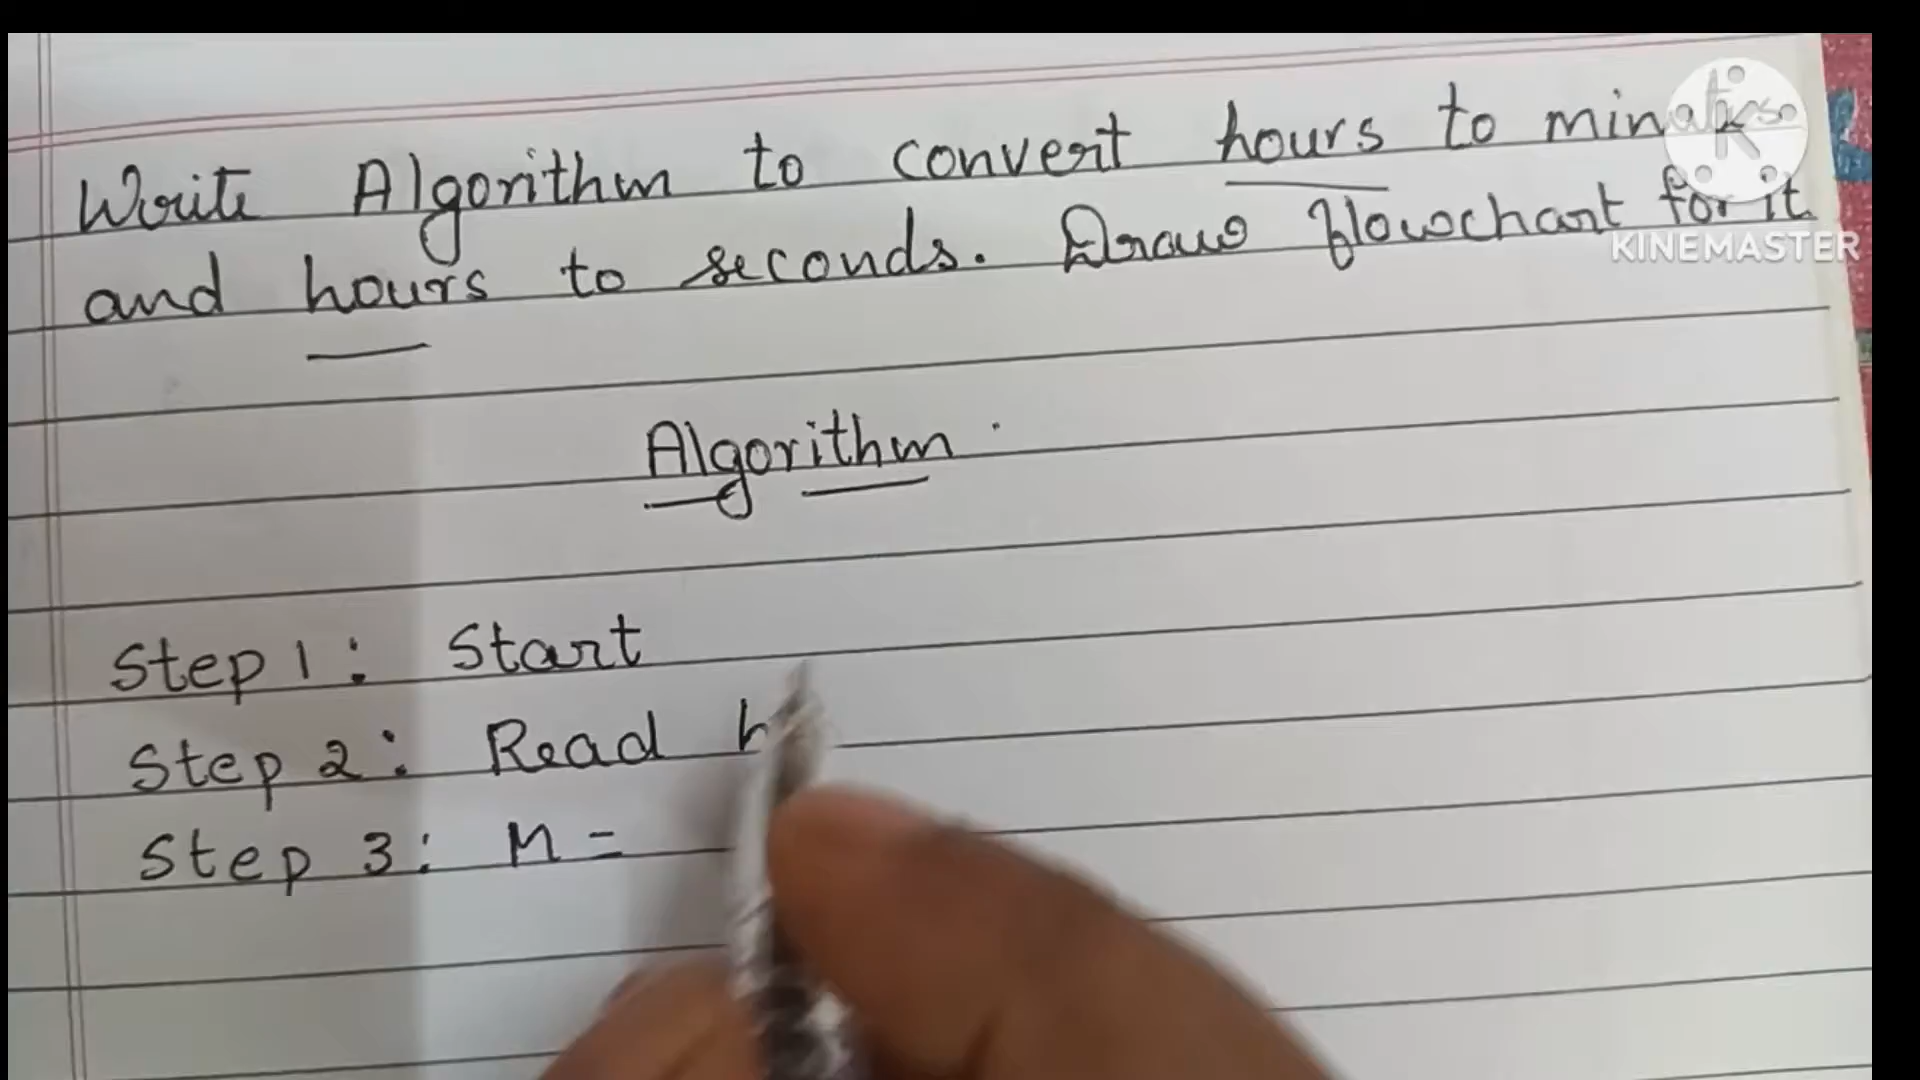 Write Algorithm to convert hours to minutes
and hours to seconds. Draw flowchart for it.
KINEMASTER
Algorithm
Step 1: Start
Step 2: Read h
Step 3: M =